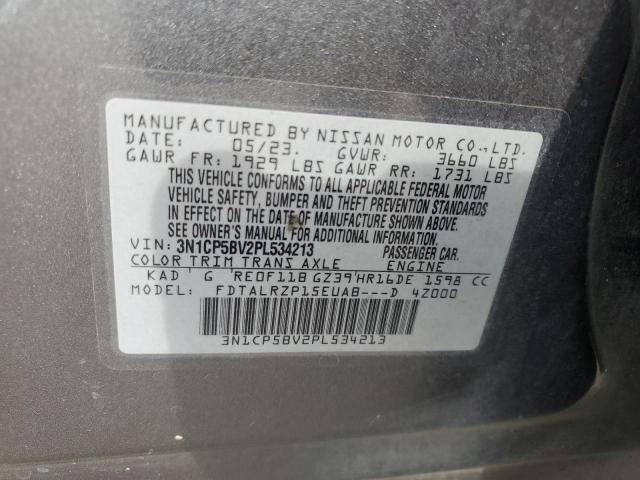 MANUFACTURED BY NISSAN MOTOR CO.,LTD.
DATE: 05/23. GVWR: 3660 LBS
GAWR FR: 1929 LBS GAWR RR: 1731 LBS
THIS VEHICLE CONFORMS TO ALL APPLICABLE FEDERAL MOTOR
VEHICLE SAFETY, BUMPER AND THEFT PREVENTION STANDARDS
IN EFFECT ON THE DATE OF MANUFACTURE SHOWN ABOVE.
SEE OWNER'S MANUAL FOR ADDITIONAL INFORMATION.
VIN: 3N1CP5BV2PL534213 PASSENGER CAR
COLOR TRIM TRANS AXLE ENGINE
KAD G RE0F11B GZ39 HR16DE 1598 CC
MODEL: FDTALRZP15EUAB---D 4Z000
3N1CP5BV2PL534213